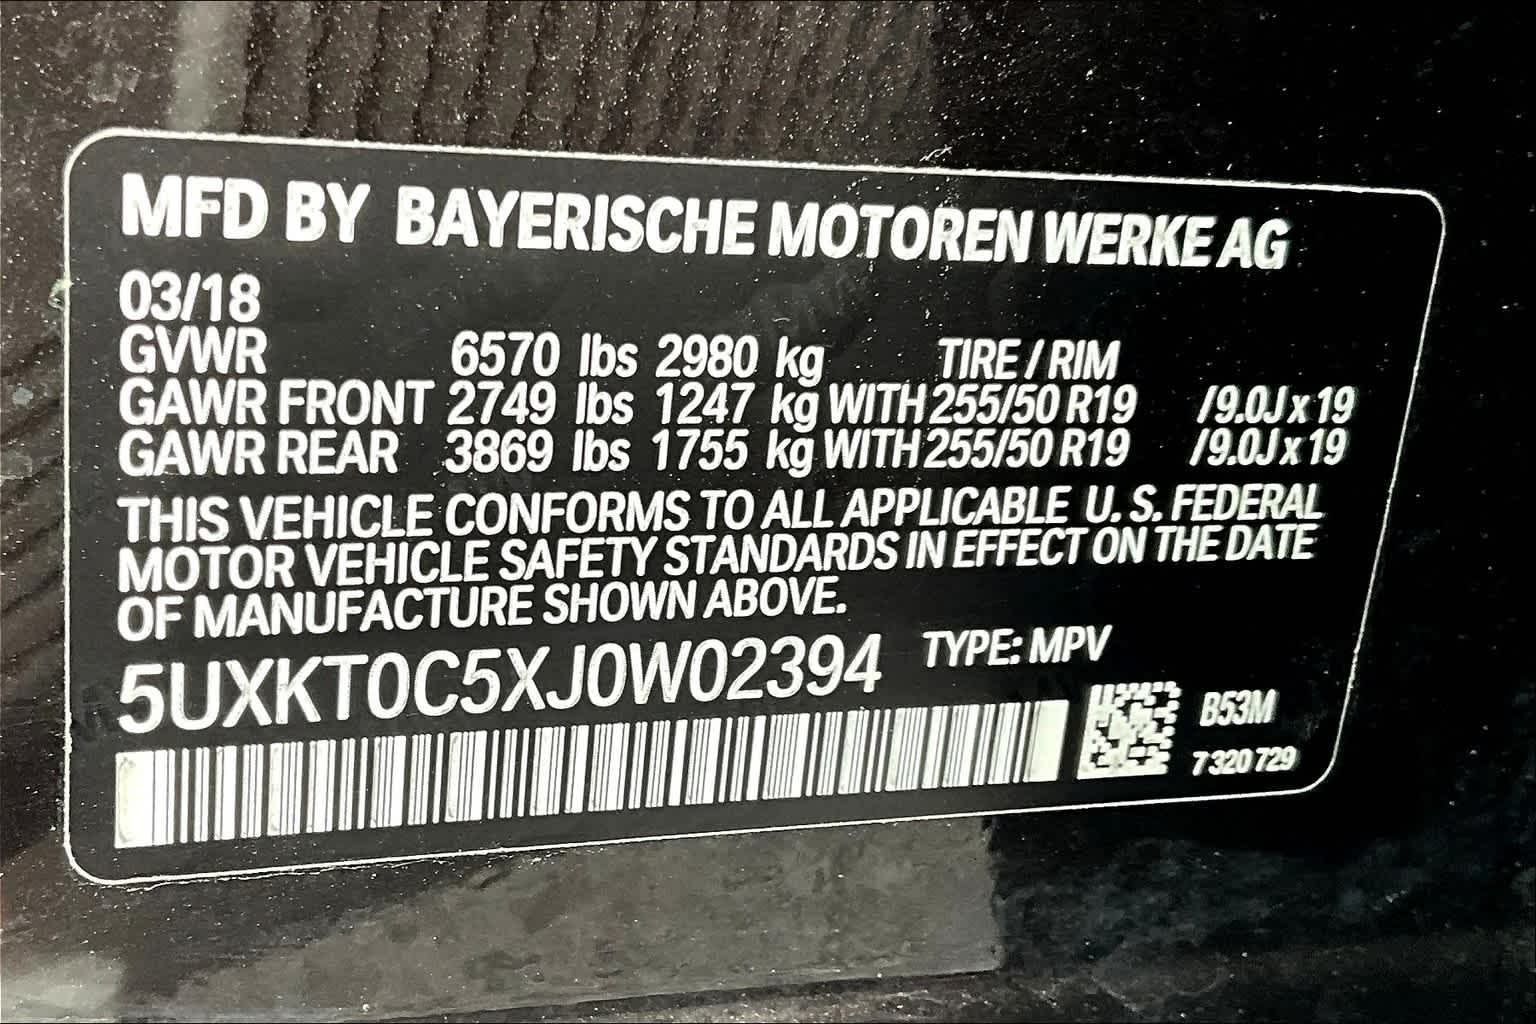 MFD BY BAYERISCHE MOTOREN WERKE AG
03/18
GVWR 6570 lbs 2980 kg TIRE / RIM
GAWR FRONT 2749 lbs 1247 kg WITH 255/50 R19 /9.0J x 19
GAWR REAR 3869 lbs 1755 kg WITH 255/50 R19 /9.0J x 19
THIS VEHICLE CONFORMS TO ALL APPLICABLE U. S. FEDERAL
MOTOR VEHICLE SAFETY STANDARDS IN EFFECT ON THE DATE
OF MANUFACTURE SHOWN ABOVE.
5UXKT0C5XJ0W02394 TYPE: MPV
B53M
7 320 729